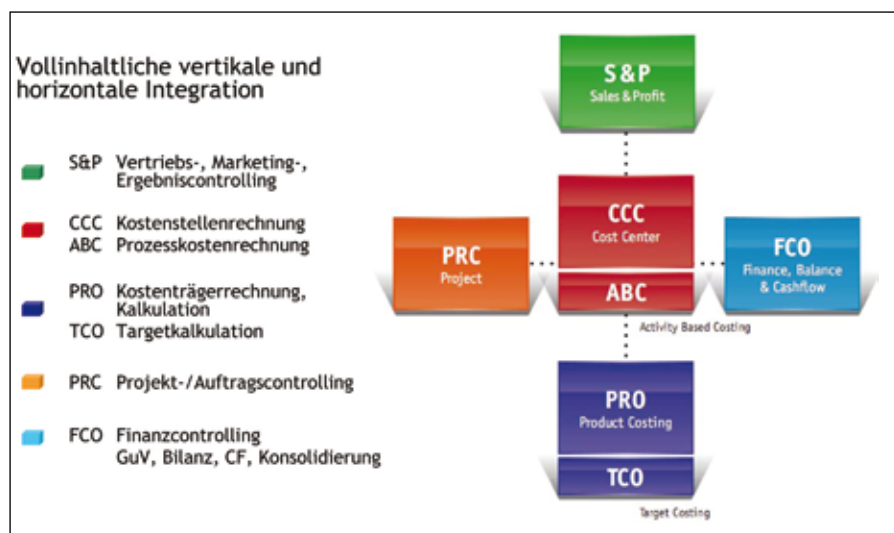 Vollinhaltliche vertikale und
horizontale Integration
S&P Vertriebs-, Marketing-,
Ergebniscontrolling
CCC Kostenstellenrechnung
ABC Prozesskostenrechnung
PRO Kostenträgerrechnung,
Kalkulation
TCO Targetkalkulation
PRC Projekt-/Auftragscontrolling
FCO Finanzcontrolling
GuV, Bilanz, CF, Konsolidierung
S&P
Sales & Profit
CCC
Cost Center
PRC
Project
FCO
Finance, Balance
& Cashflow
ABC
Activity Based Costing
PRO
Product Costing
TCO
Target Costing